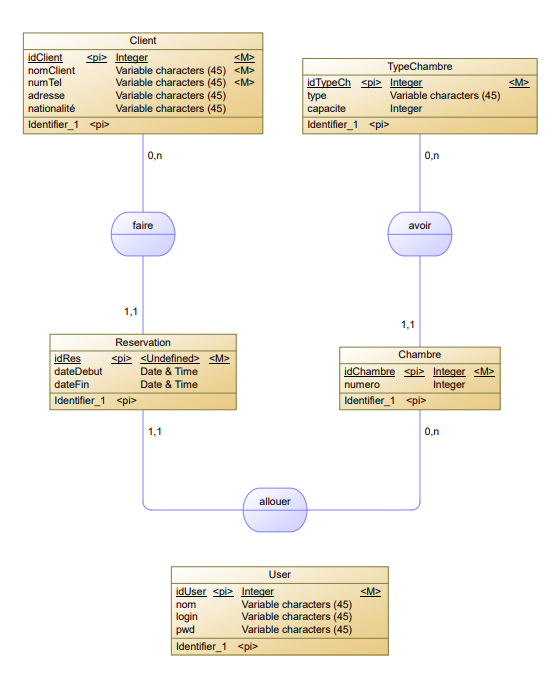 Client
idClient <pi> Integer <M>
nomClient Variable characters (45) <M>
numTel Variable characters (45) <M>
adresse Variable characters (45)
nationalité Variable characters (45)
Identifier_1 <pi>
TypeChambre
idTypeCh <pi> Integer <M>
type Variable characters (45)
capacite Integer
Identifier_1 <pi>
0,n
0,n
faire
avoir
1,1
1,1
Reservation
idRes <pi> <Undefined> <M>
dateDebut Date & Time
dateFin Date & Time
Identifier_1 <pi>
Chambre
idChambre <pi> Integer <M>
numero Integer
Identifier_1 <pi>
1,1
0,n
allouer
User
idUser <pi> Integer <M>
nom Variable characters (45)
login Variable characters (45)
pwd Variable characters (45)
Identifier_1 <pi>